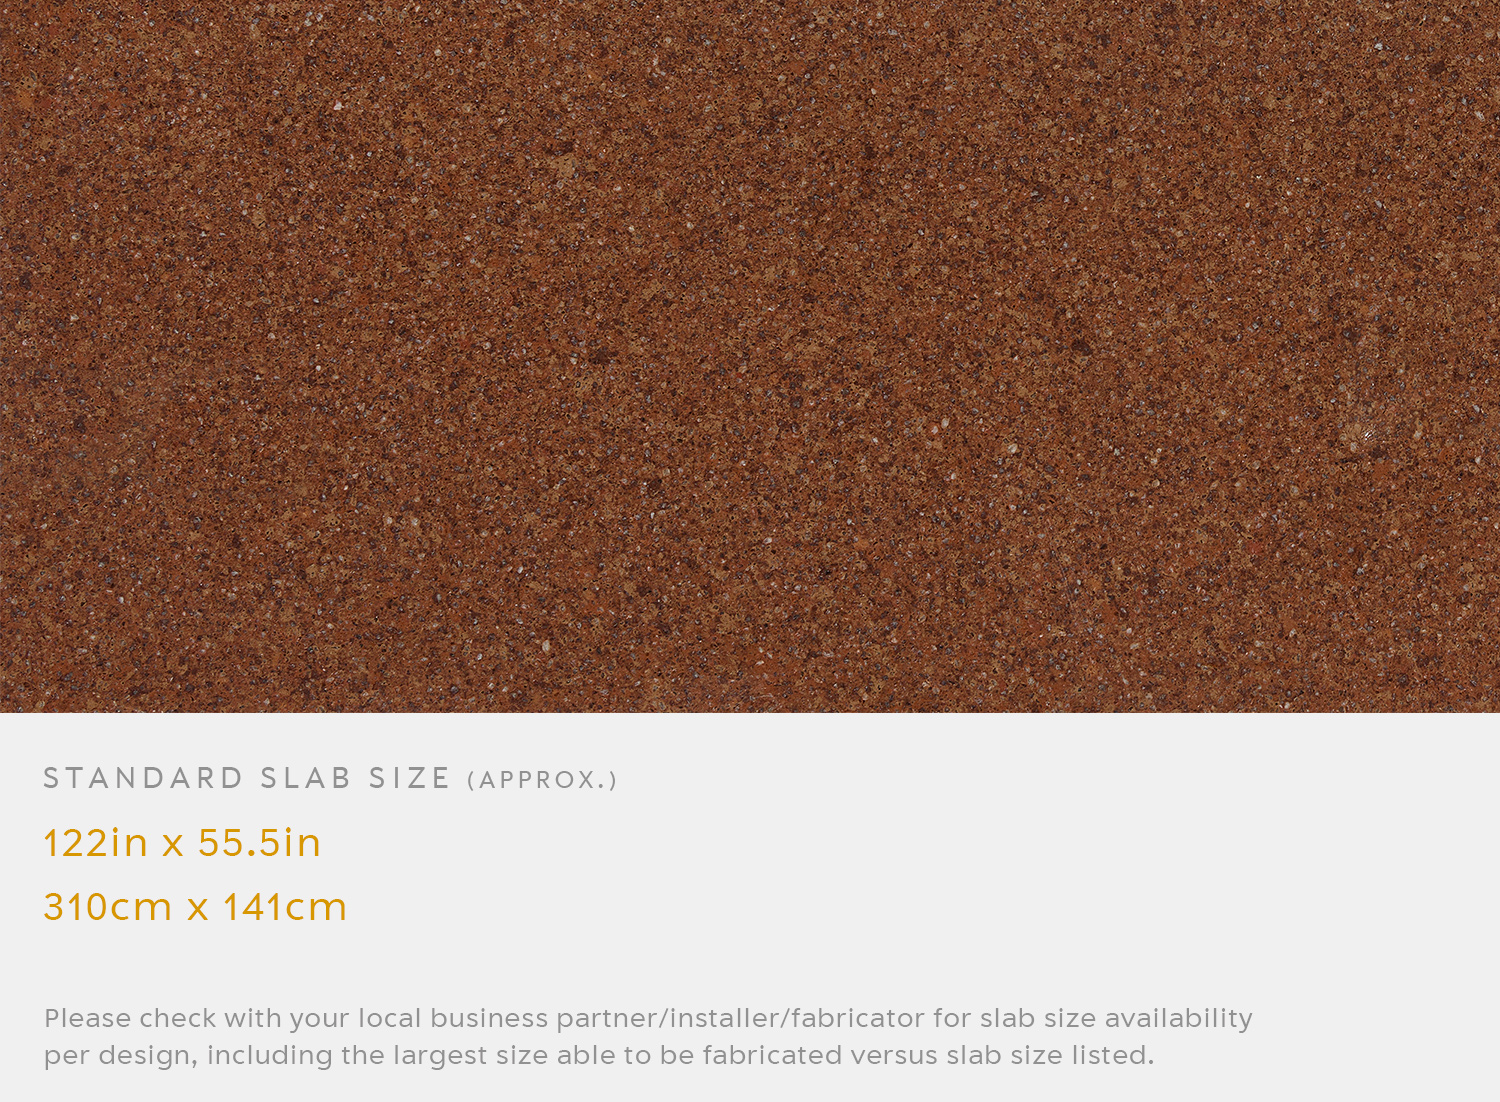 STANDARD SLAB SIZE (APPROX.)
122in x 55.5in
310cm x 141cm
Please check with your local business partner/installer/fabricator for slab size availability
per design, including the largest size able to be fabricated versus slab size listed.